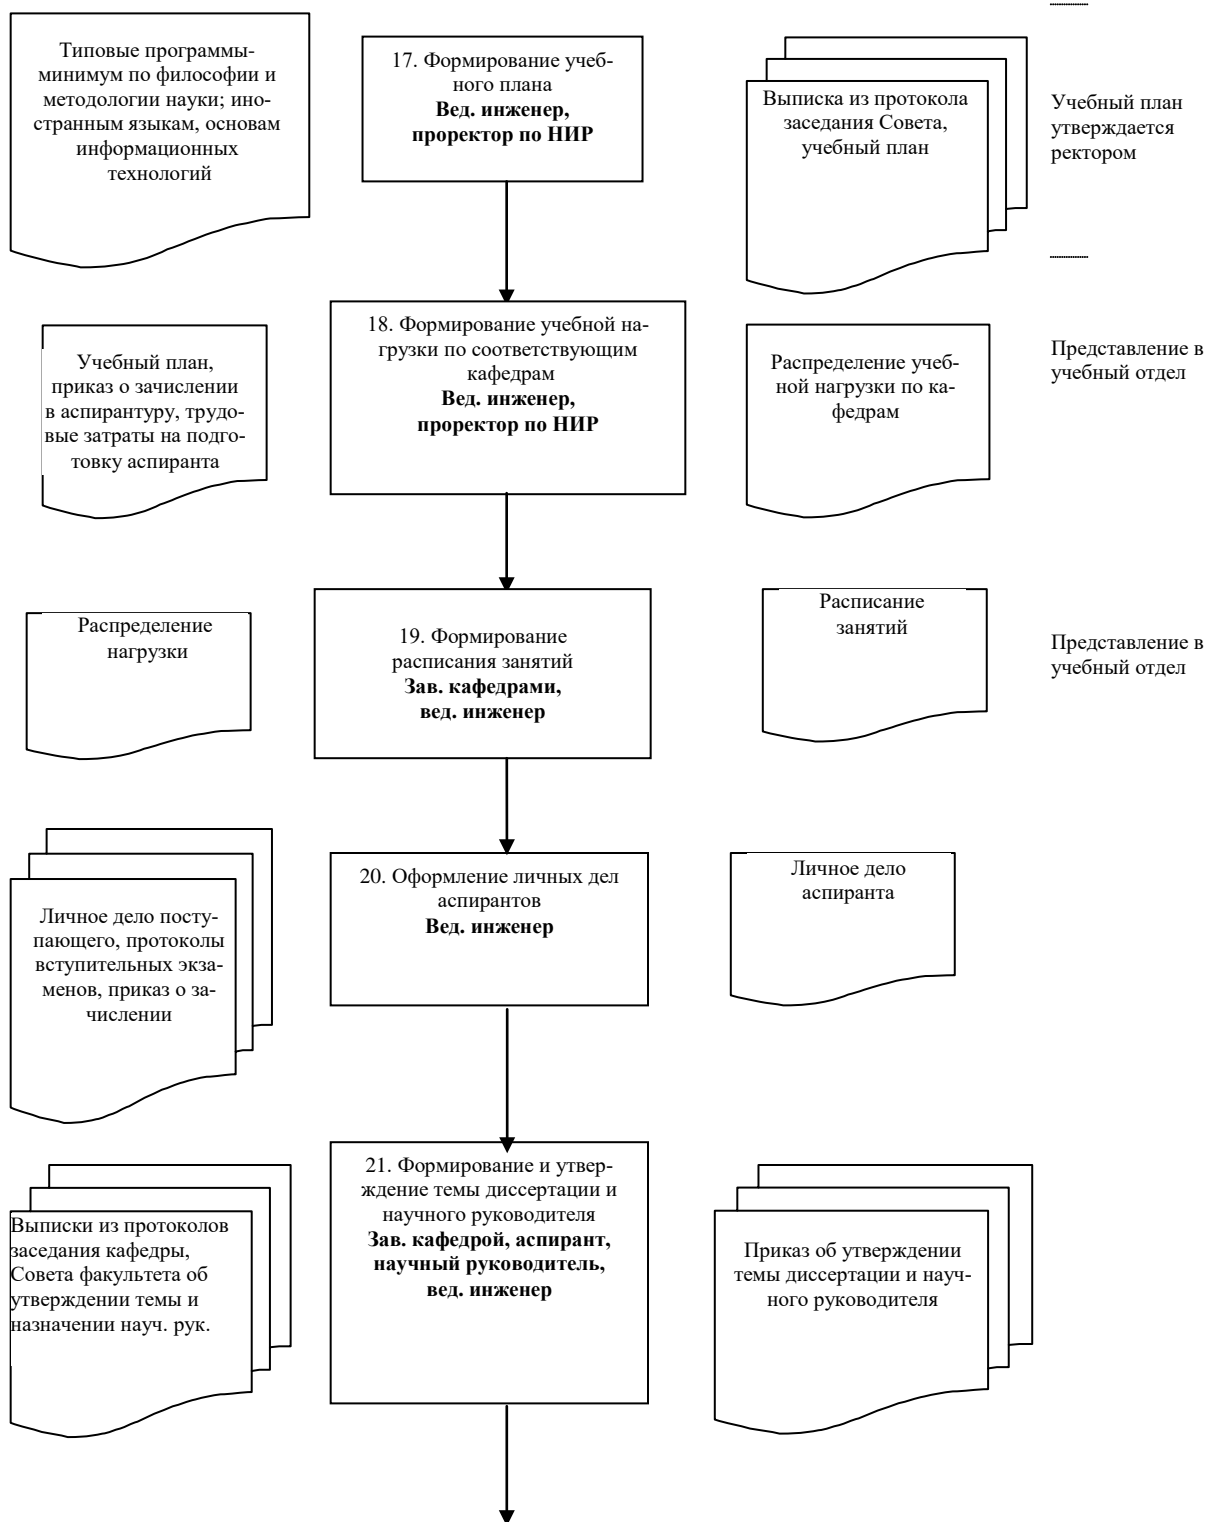 Типовые программы-
минимум по философии и
методологии науки; ино-
странным языкам, основам
информационных
технологий
17. Формирование учеб-
ного плана
Вед. инженер,
проректор по НИР
Выписка из протокола
заседания Совета,
учебный план
Учебный план
утверждается
ректором
Учебный план,
приказ о зачислении
в аспирантуру, трудо-
вые затраты на подго-
товку аспиранта
18. Формирование учебной на-
грузки по соответствующим
кафедрам
Вед. инженер,
проректор по НИР
Распределение учеб-
ной нагрузки по ка-
федрам
Представление в
учебный отдел
Распределение
нагрузки
19. Формирование
расписания занятий
Зав. кафедрами,
вед. инженер
Расписание
занятий
Представление в
учебный отдел
Личное дело посту-
пающего, протоколы
вступительных экза-
менов, приказ о за-
числении
20. Оформление личных дел
аспирантов
Вед. инженер
Личное дело
аспиранта
Выписки из протоколов
заседания кафедры,
Совета факультета об
утверждении темы и
назначении науч. рук.
21. Формирование и утвер-
ждение темы диссертации и
научного руководителя
Зав. кафедрой, аспирант,
научный руководитель,
вед. инженер
Приказ об утверждении
темы диссертации и науч-
ного руководителя